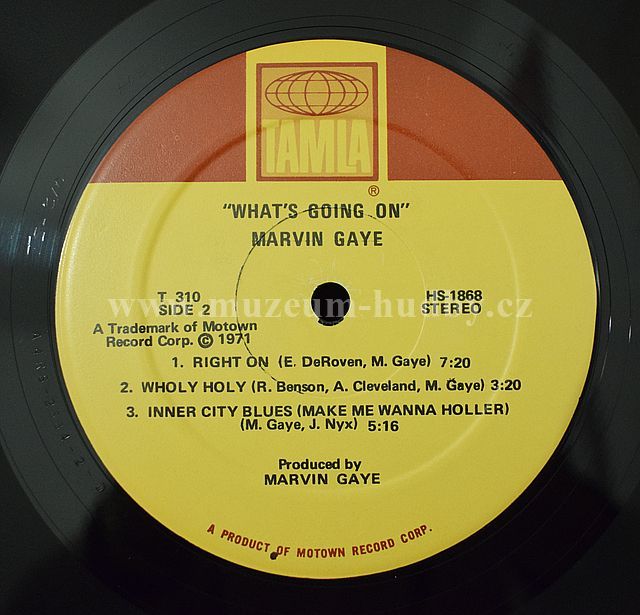 TAMLA
®
"WHAT'S GOING ON"
MARVIN GAYE
T 310
SIDE 2
HS-1868
STEREO
www.muzeum-hudby.cz
A Trademark of Motown
Record Corp. © 1971
1. RIGHT ON (E. DeRoven, M. Gaye) 7:20
2. WHOLY HOLY (R. Benson, A. Cleveland, M. Gaye) 3:20
3. INNER CITY BLUES (MAKE ME WANNA HOLLER)
(M. Gaye, J. Nyx) 5:16
Produced by
MARVIN GAYE
A PRODUCT OF MOTOWN RECORD CORP.